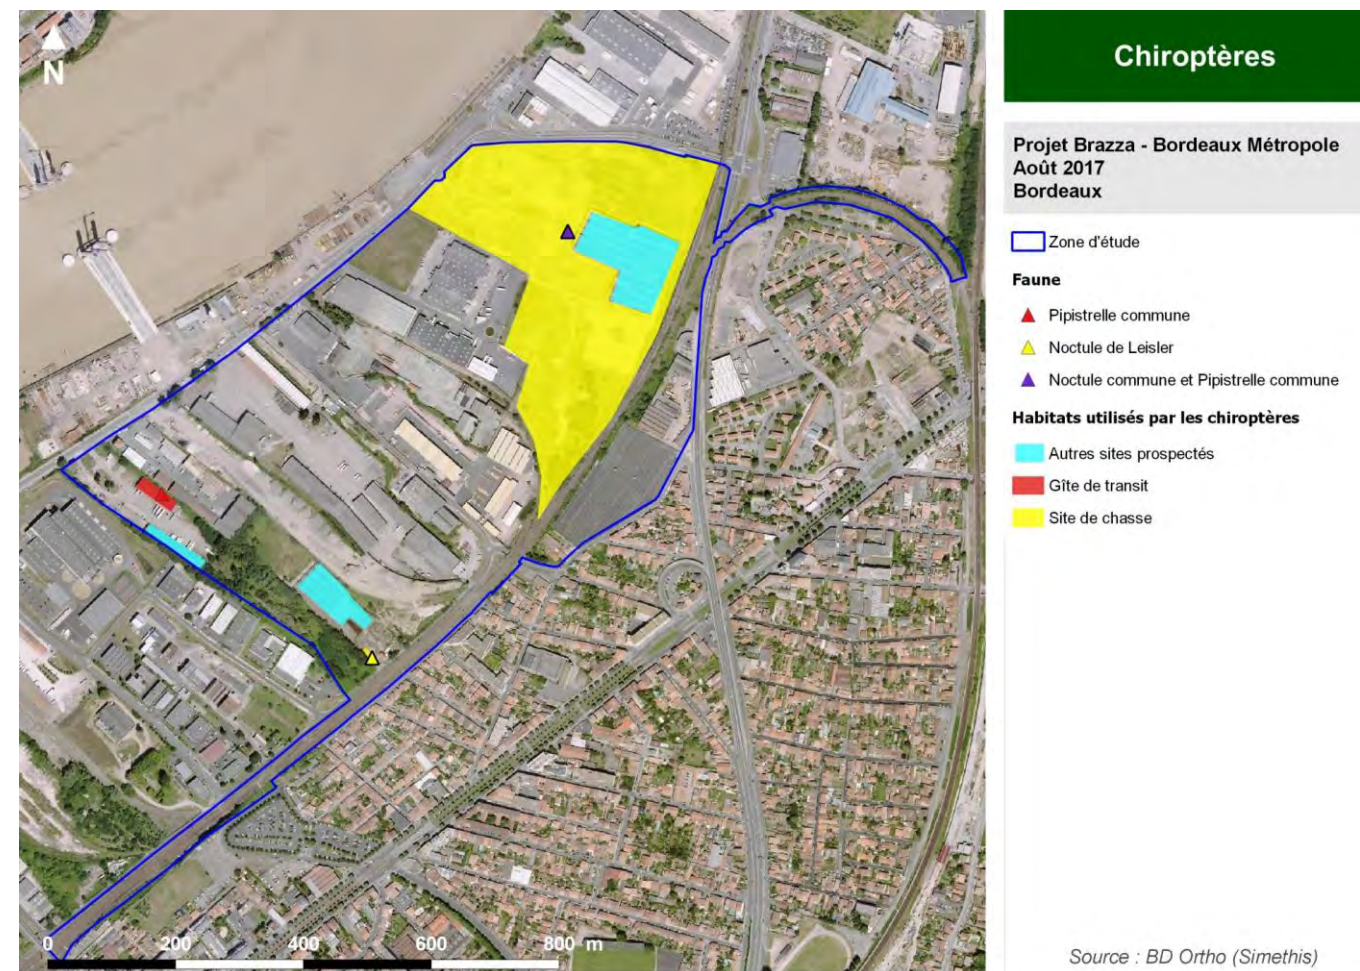 N
Chiroptères
Projet Brazza - Bordeaux Métropole
Août 2017
Bordeaux
Zone d'étude
Faune
Pipistrelle commune
Noctule de Leisler
Noctule commune et Pipistrelle commune
Habitats utilisés par les chiroptères
Autres sites prospectés
Gîte de transit
Site de chasse
0 200 400 600 800 m
Source : BD Ortho (Simethis)